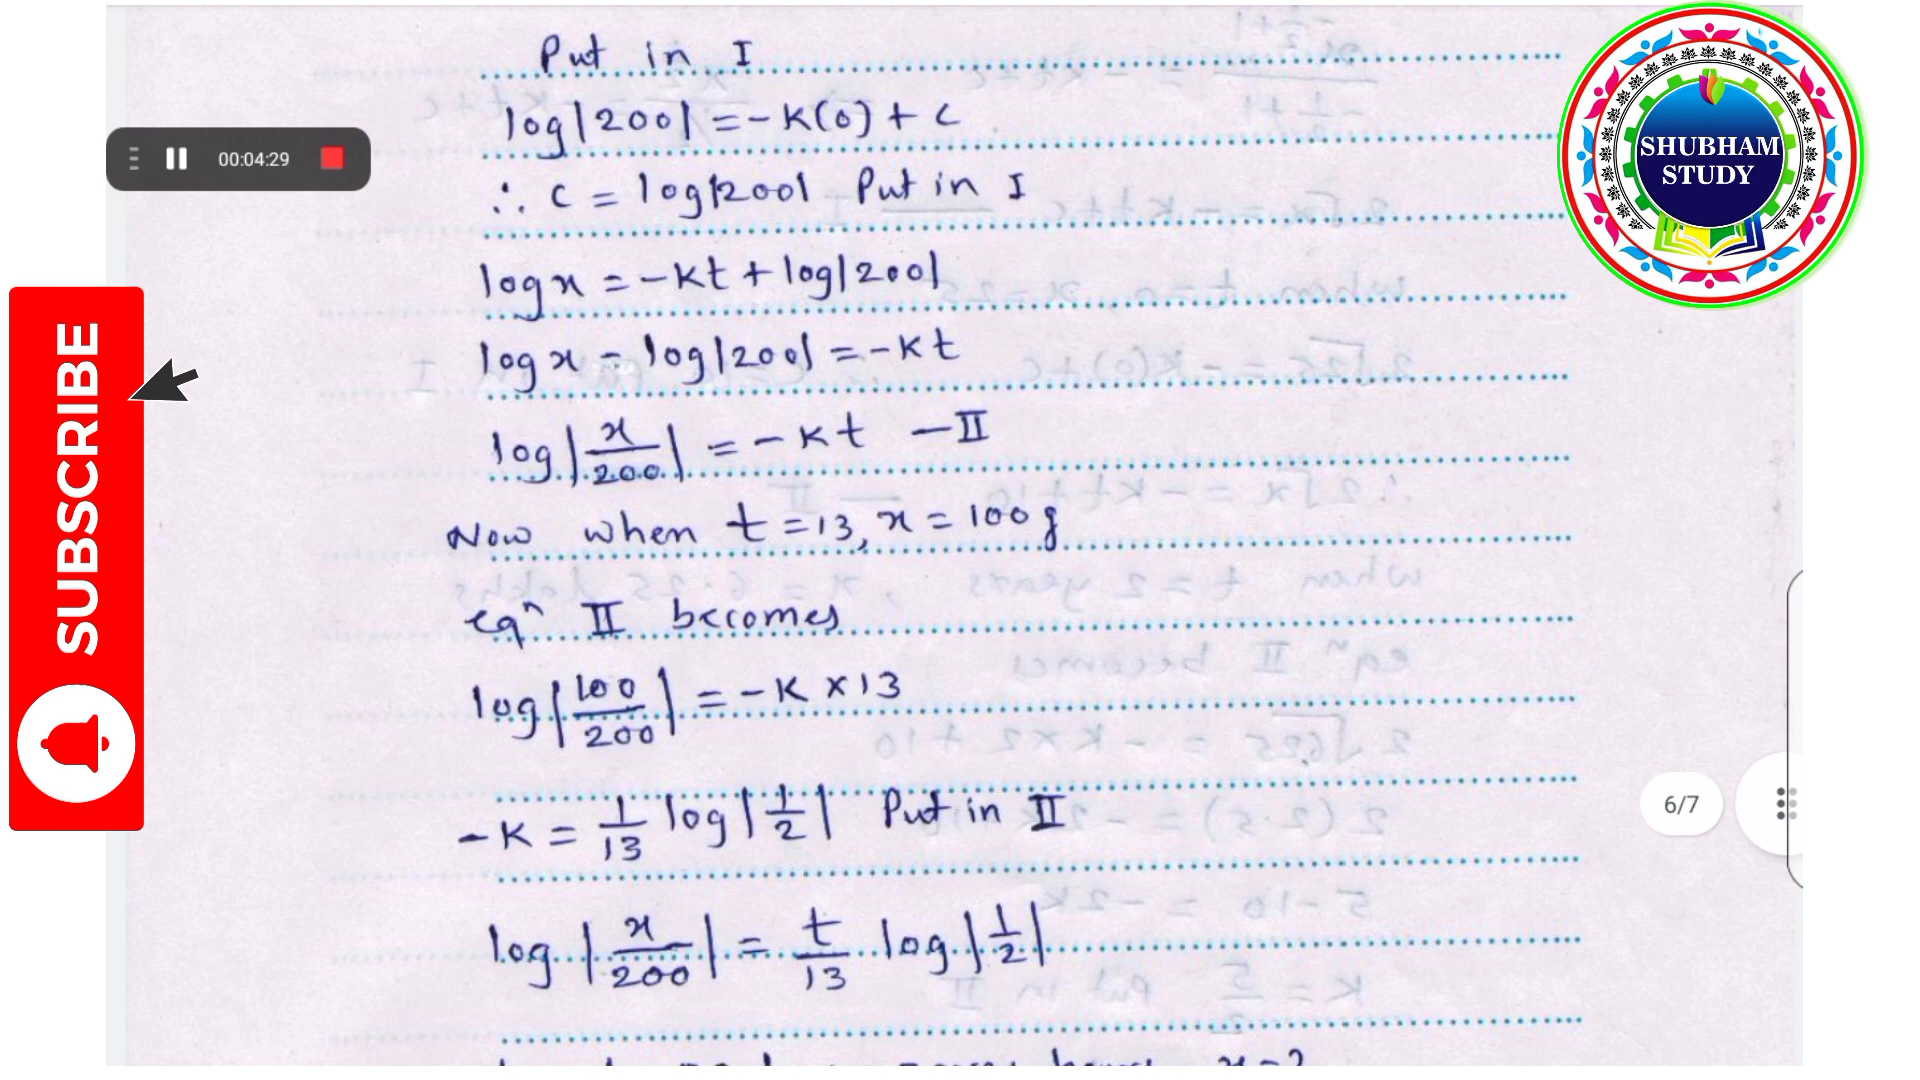 Put in I
log|200| = -K(0) + C
∴ C = log|200| Put in I
log x = -Kt + log|200|
log x - log|200| = -Kt
log|x/200| = -Kt -II
Now when t = 13, x = 100g
eqⁿ II becomes
log|100/200| = -K × 13
-K = 1/13 log|1/2| Put in II
log|x/200| = t/13 log|1/2|
00:04:29
SUBSCRIBE
SHUBHAM
STUDY
6/7